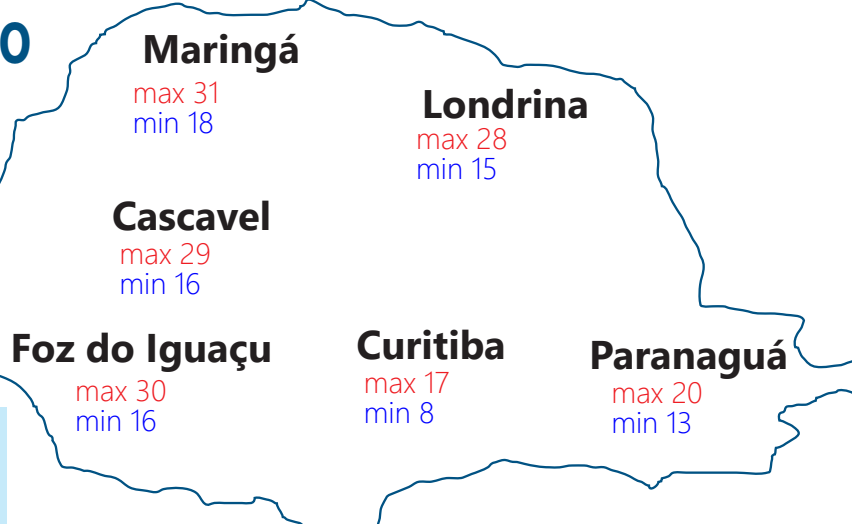 o
Maringá
max 31
min 18
Londrina
max 28
min 15
Cascavel
max 29
min 16
Foz do Iguaçu
max 30
min 16
Curitiba
max 17
min 8
Paranaguá
max 20
min 13